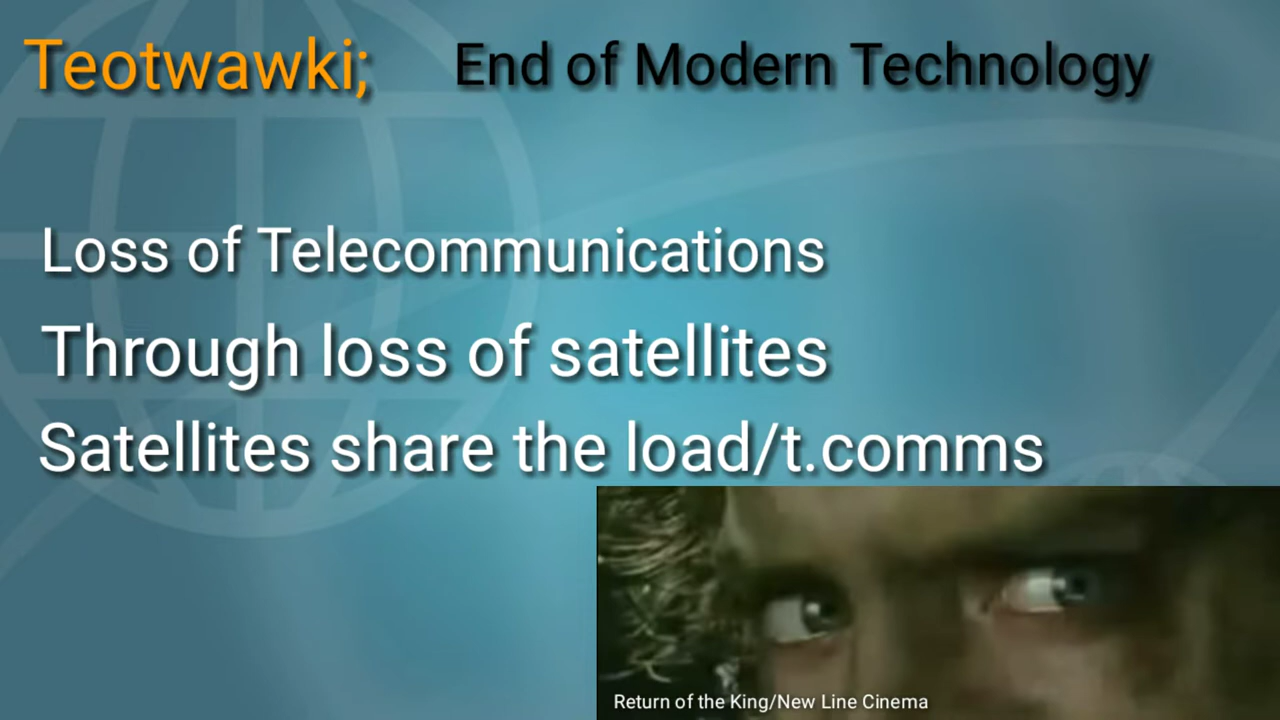 Teotwawki; End of Modern Technology
Loss of Telecommunications
Through loss of satellites
Satellites share the load/t.comms
Return of the King/New Line Cinema